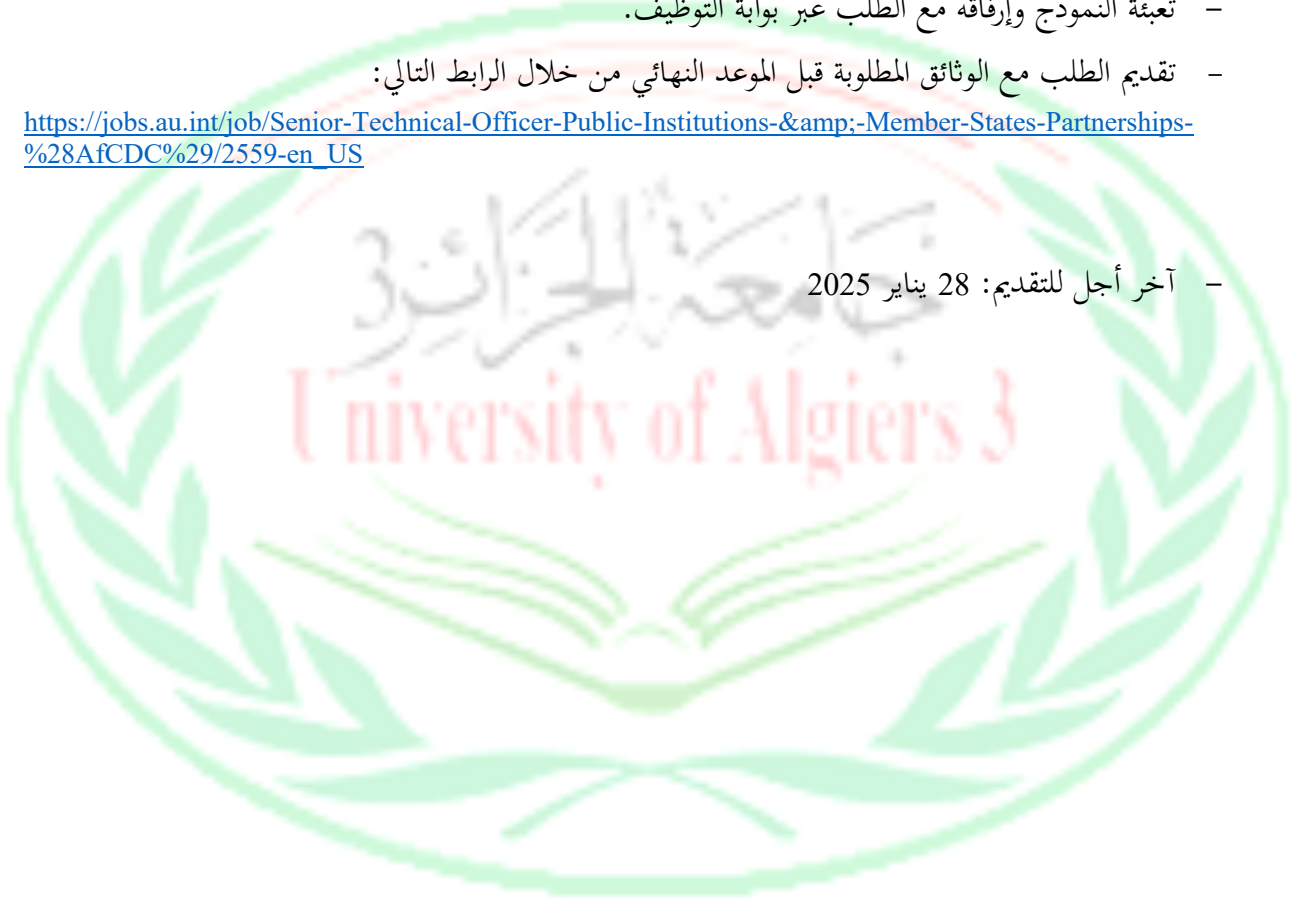 - تعبئة النموذج وإرفاقه مع الطلب عبر بوابة التوظيف.
- تقديم الطلب مع الوثائق المطلوبة قبل الموعد النهائي من خلال الرابط التالي:
https://jobs.au.int/job/Senior-Technical-Officer-Public-Institutions-&amp;-Member-States-Partnerships-
%28AfCDC%29/2559-en_US
- آخر أجل للتقديم: 28 يناير 2025
جامعة الجزائر3
University of Algiers 3